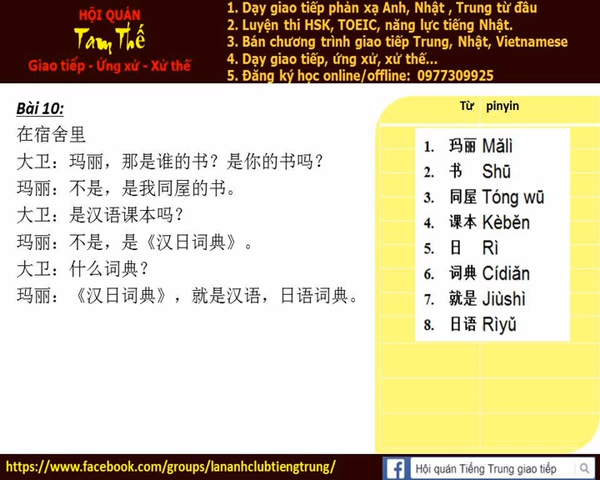 HỘI QUÁN
Tam Thế
Giao tiếp - Ứng xử - Xử thế
1. Dạy giao tiếp phản xạ Anh, Nhật , Trung từ đầu
2. Luyện thi HSK, TOEIC, năng lực tiếng Nhật.
3. Bán chương trình giao tiếp Trung, Nhật, Vietnamese
4. Dạy giao tiếp, ứng xử, xử thế...
5. Đăng ký học online/offline: 0977309925
Bài 10:
在宿舍里
大卫：玛丽，那是谁的书？是你的书吗？
玛丽：不是，是我同屋的书。
大卫：是汉语课本吗？
玛丽：不是，是《汉日词典》。
大卫：什么词典？
玛丽：《汉日词典》，就是汉语，日语词典。
Từ pinyin
1. 玛丽 Mǎlì
2. 书 Shū
3. 同屋 Tóng wū
4. 课本 Kèběn
5. 日 Rì
6. 词典 Cídiǎn
7. 就是 Jiùshì
8. 日语 Rìyǔ
https://www.facebook.com/groups/lananhclubtiengtrung/
f Hội quán Tiếng Trung giao tiếp